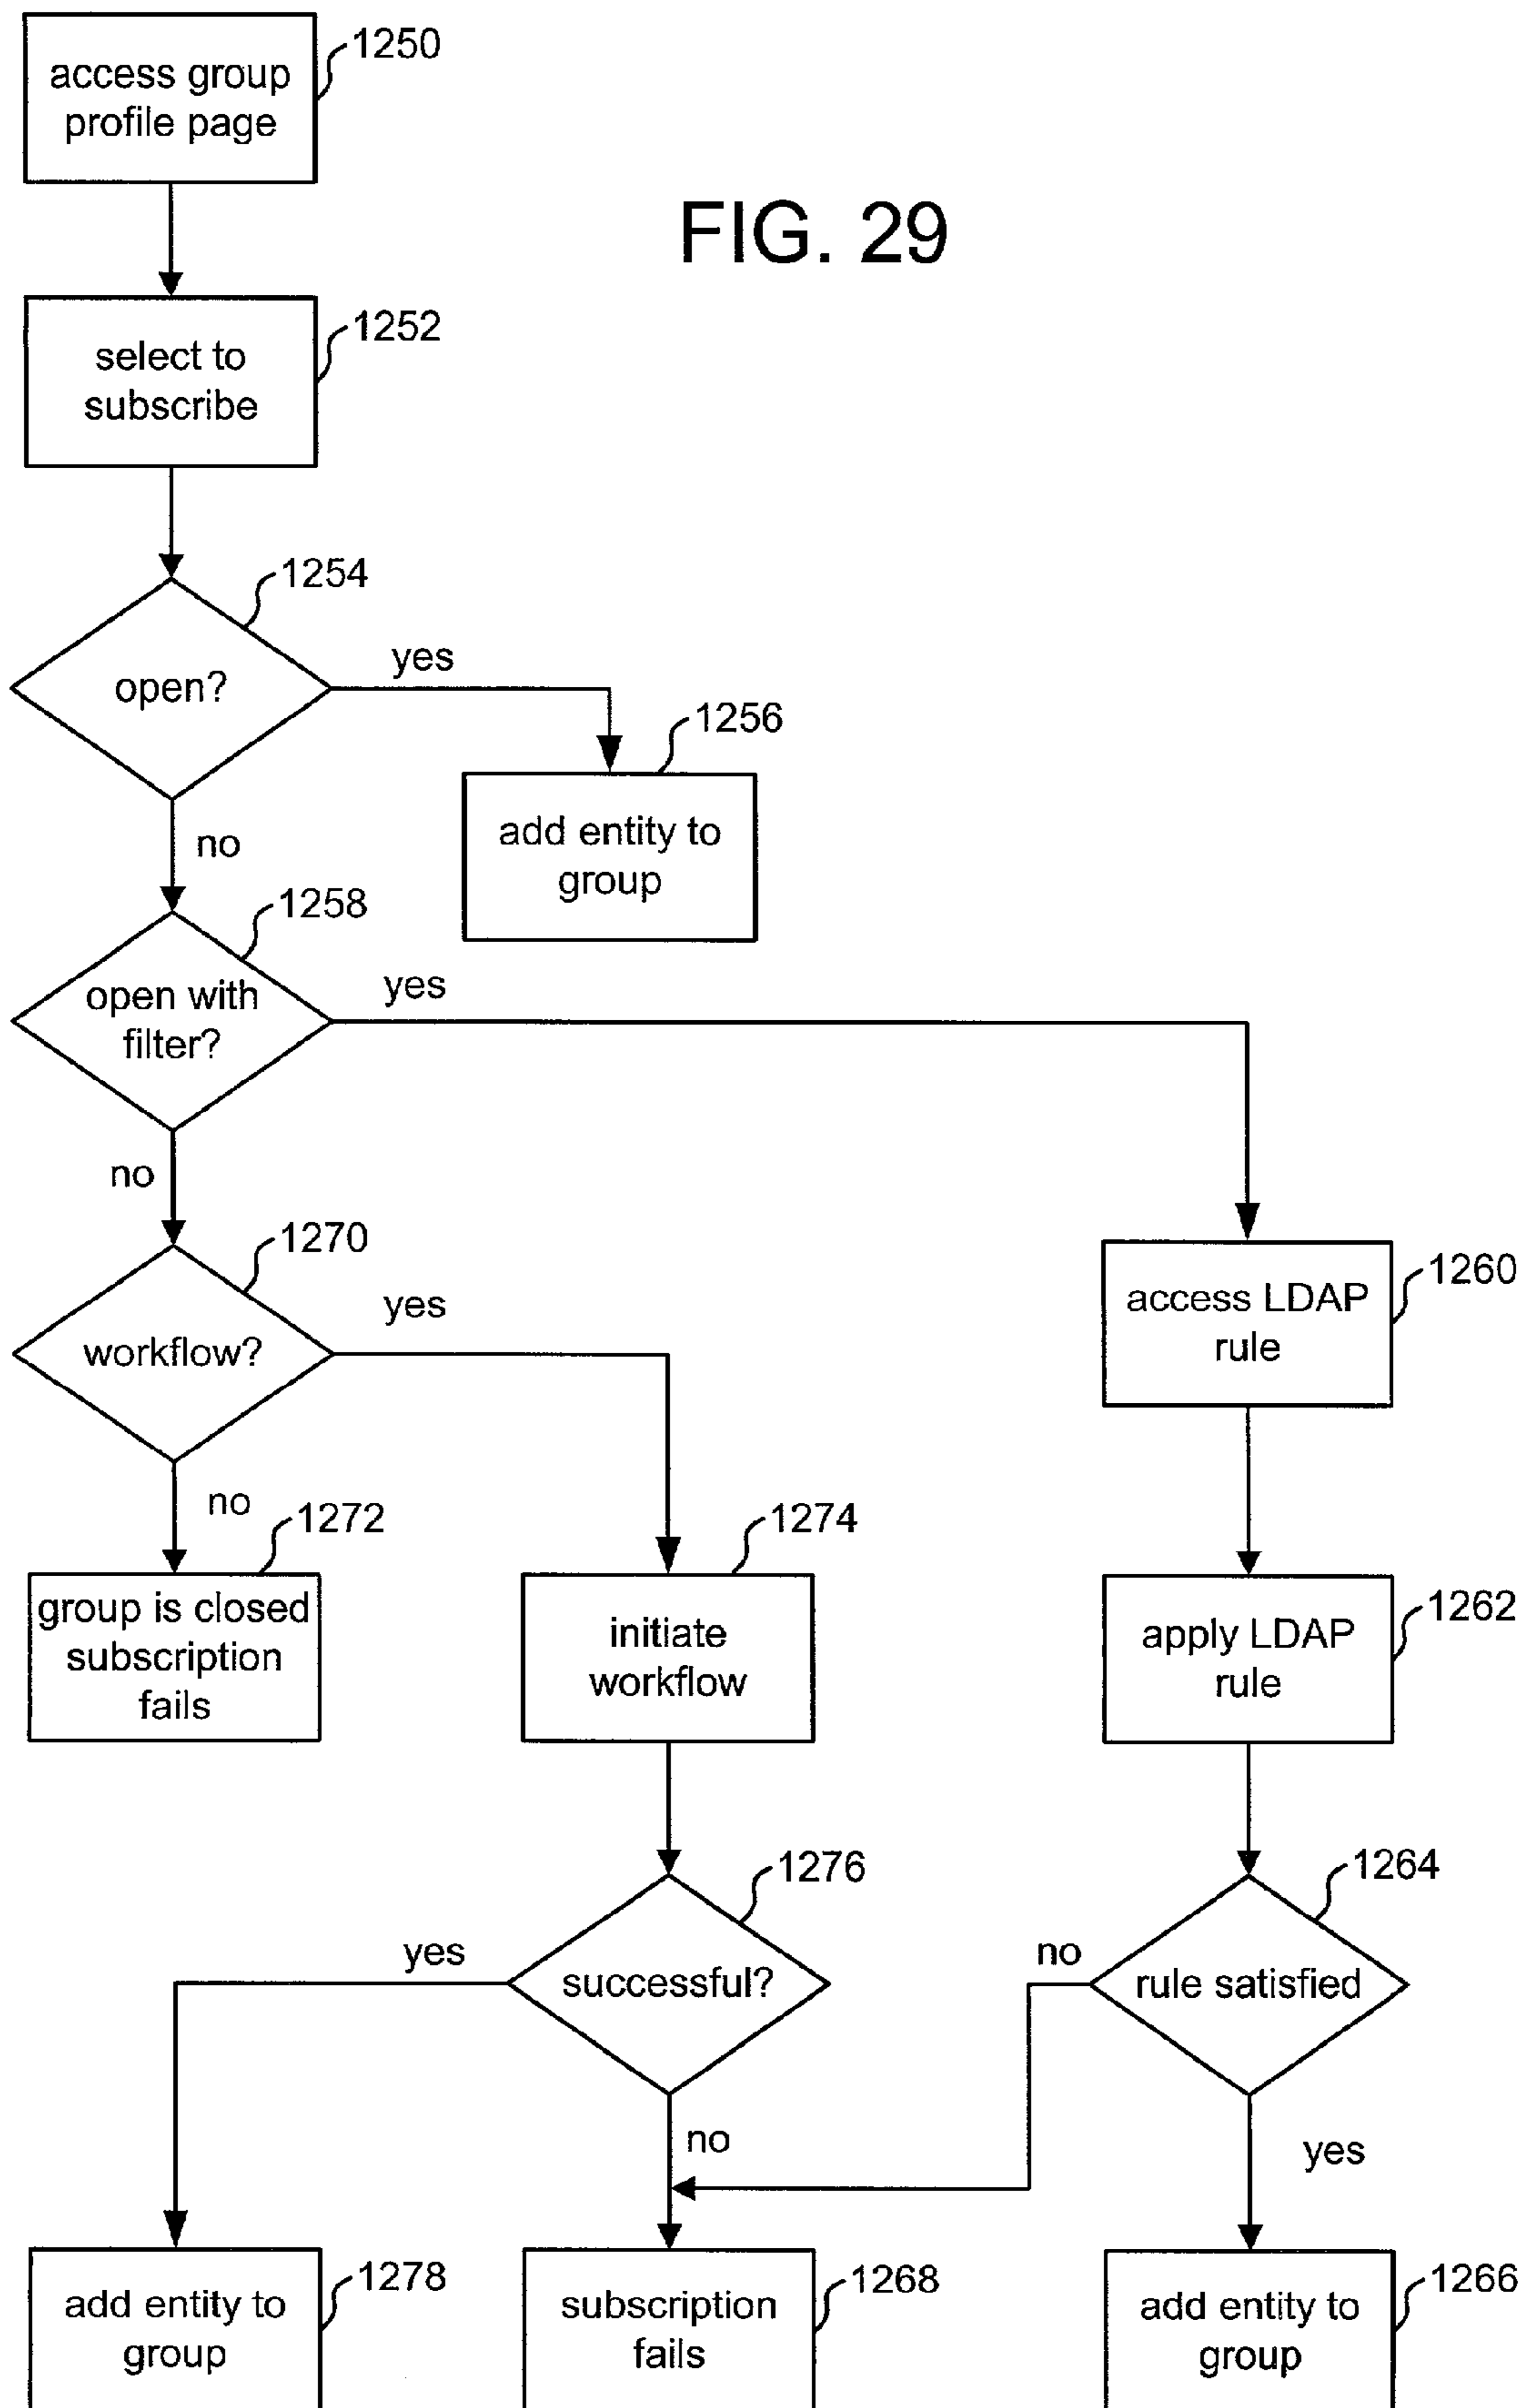 1250
access group
profile page
FIG. 29
1252
select to
subscribe
1254
open?
yes
1256
add entity to
group
no
1258
open with
filter?
yes
no
1270
workflow?
yes
1260
access LDAP
rule
no
1272
group is closed
subscription
fails
1274
initiate
workflow
1262
apply LDAP
rule
1276
successful?
yes
1264
rule satisfied
no
no
yes
1278
add entity to
group
1268
subscription
fails
1266
add entity to
group